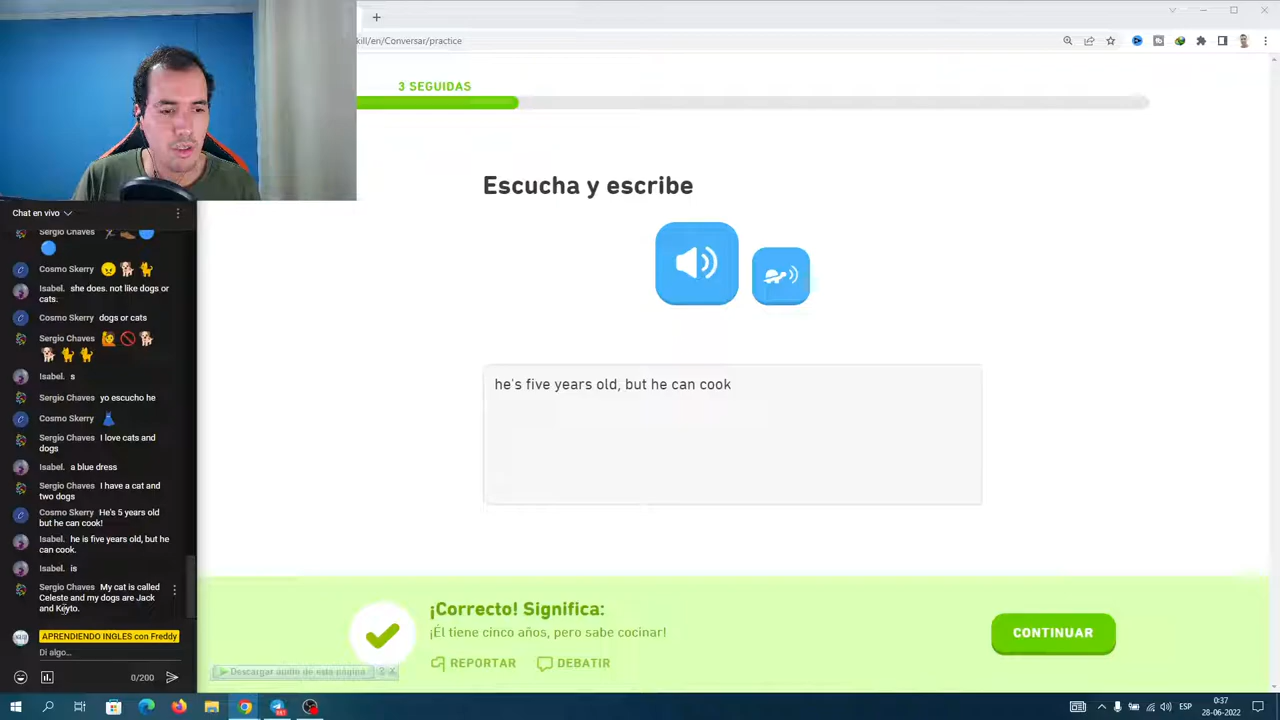 kill/en/Conversar/practice
3 SEGUIDAS
Escucha y escribe
he's five years old, but he can cook
¡Correcto! Significa:
¡Él tiene cinco años, pero sabe cocinar!
REPORTAR
DEBATIR
CONTINUAR
Descargar audio de esta página
? X
Chat en vivo
Sergio Chaves
Cosmo Skerry
Isabel. she does. not like dogs or
cats.
Cosmo Skerry dogs or cats
Sergio Chaves
Isabel. s
Sergio Chaves yo escucho he
Cosmo Skerry
Sergio Chaves I love cats and
dogs
Isabel. a blue dress
Sergio Chaves I have a cat and
two dogs
Cosmo Skerry He's 5 years old
but he can cook!
Isabel. he is five years old, but he
can cook.
Isabel. is
Sergio Chaves My cat is called
Celeste and my dogs are Jack
and Keyto.
APRENDIENDO INGLES con Freddy
Di algo...
0/200
ESP
0:37
28-06-2022